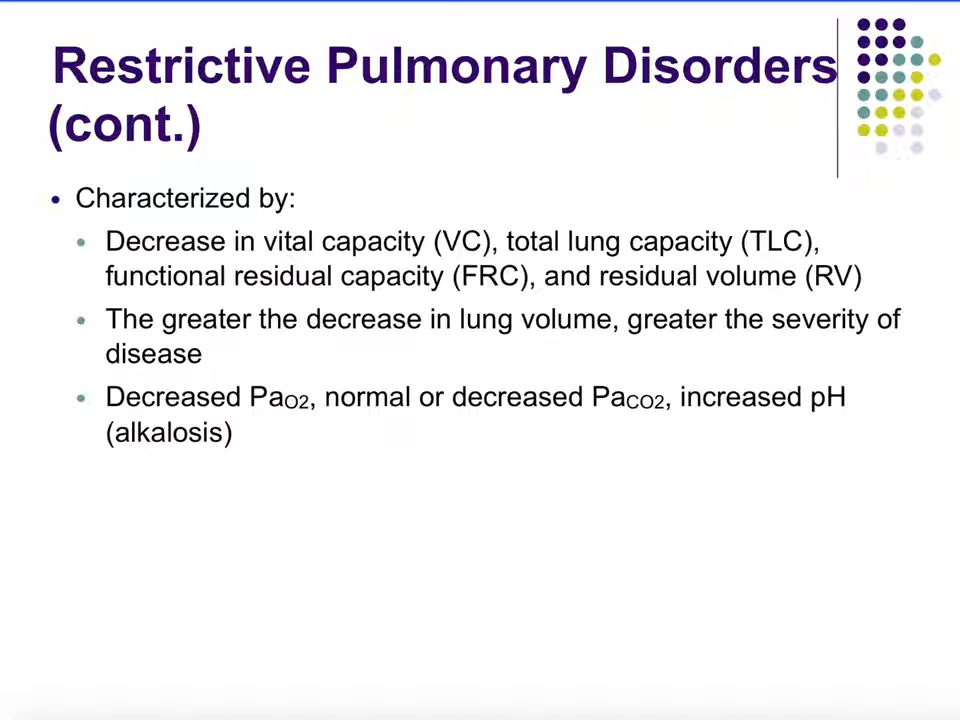 Restrictive Pulmonary Disorders
(cont.)
• Characterized by:
• Decrease in vital capacity (VC), total lung capacity (TLC),
functional residual capacity (FRC), and residual volume (RV)
• The greater the decrease in lung volume, greater the severity of
disease
• Decreased PaO2, normal or decreased PaCO2, increased pH
(alkalosis)